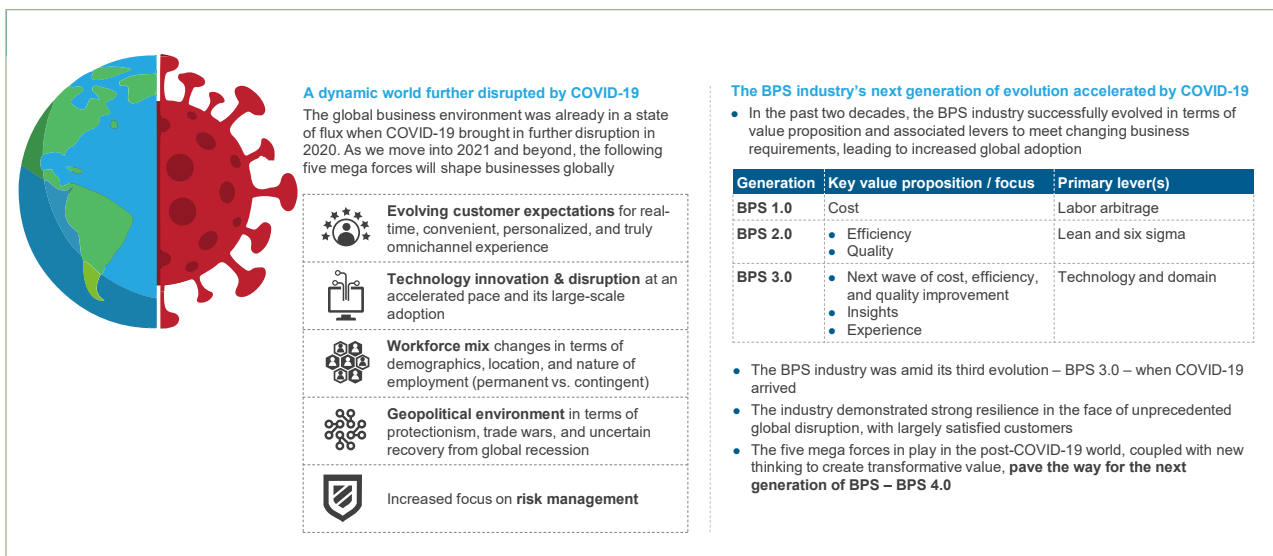 A dynamic world further disrupted by COVID-19
The global business environment was already in a state
of flux when COVID-19 brought in further disruption in
2020. As we move into 2021 and beyond, the following
five mega forces will shape businesses globally
Evolving customer expectations for real-
time, convenient, personalized, and truly
omnichannel experience
Technology innovation & disruption at an
accelerated pace and its large-scale
adoption
Workforce mix changes in terms of
demographics, location, and nature of
employment (permanent vs. contingent)
Geopolitical environment in terms of
protectionism, trade wars, and uncertain
recovery from global recession
Increased focus on risk management
The BPS industry’s next generation of evolution accelerated by COVID-19
● In the past two decades, the BPS industry successfully evolved in terms of
value proposition and associated levers to meet changing business
requirements, leading to increased global adoption
Generation Key value proposition / focus Primary lever(s)
BPS 1.0 Cost Labor arbitrage
BPS 2.0 ● Efficiency Lean and six sigma
● Quality
BPS 3.0 ● Next wave of cost, efficiency, Technology and domain
and quality improvement
● Insights
● Experience
● The BPS industry was amid its third evolution – BPS 3.0 – when COVID-19
arrived
● The industry demonstrated strong resilience in the face of unprecedented
global disruption, with largely satisfied customers
● The five mega forces in play in the post-COVID-19 world, coupled with new
thinking to create transformative value, pave the way for the next
generation of BPS – BPS 4.0